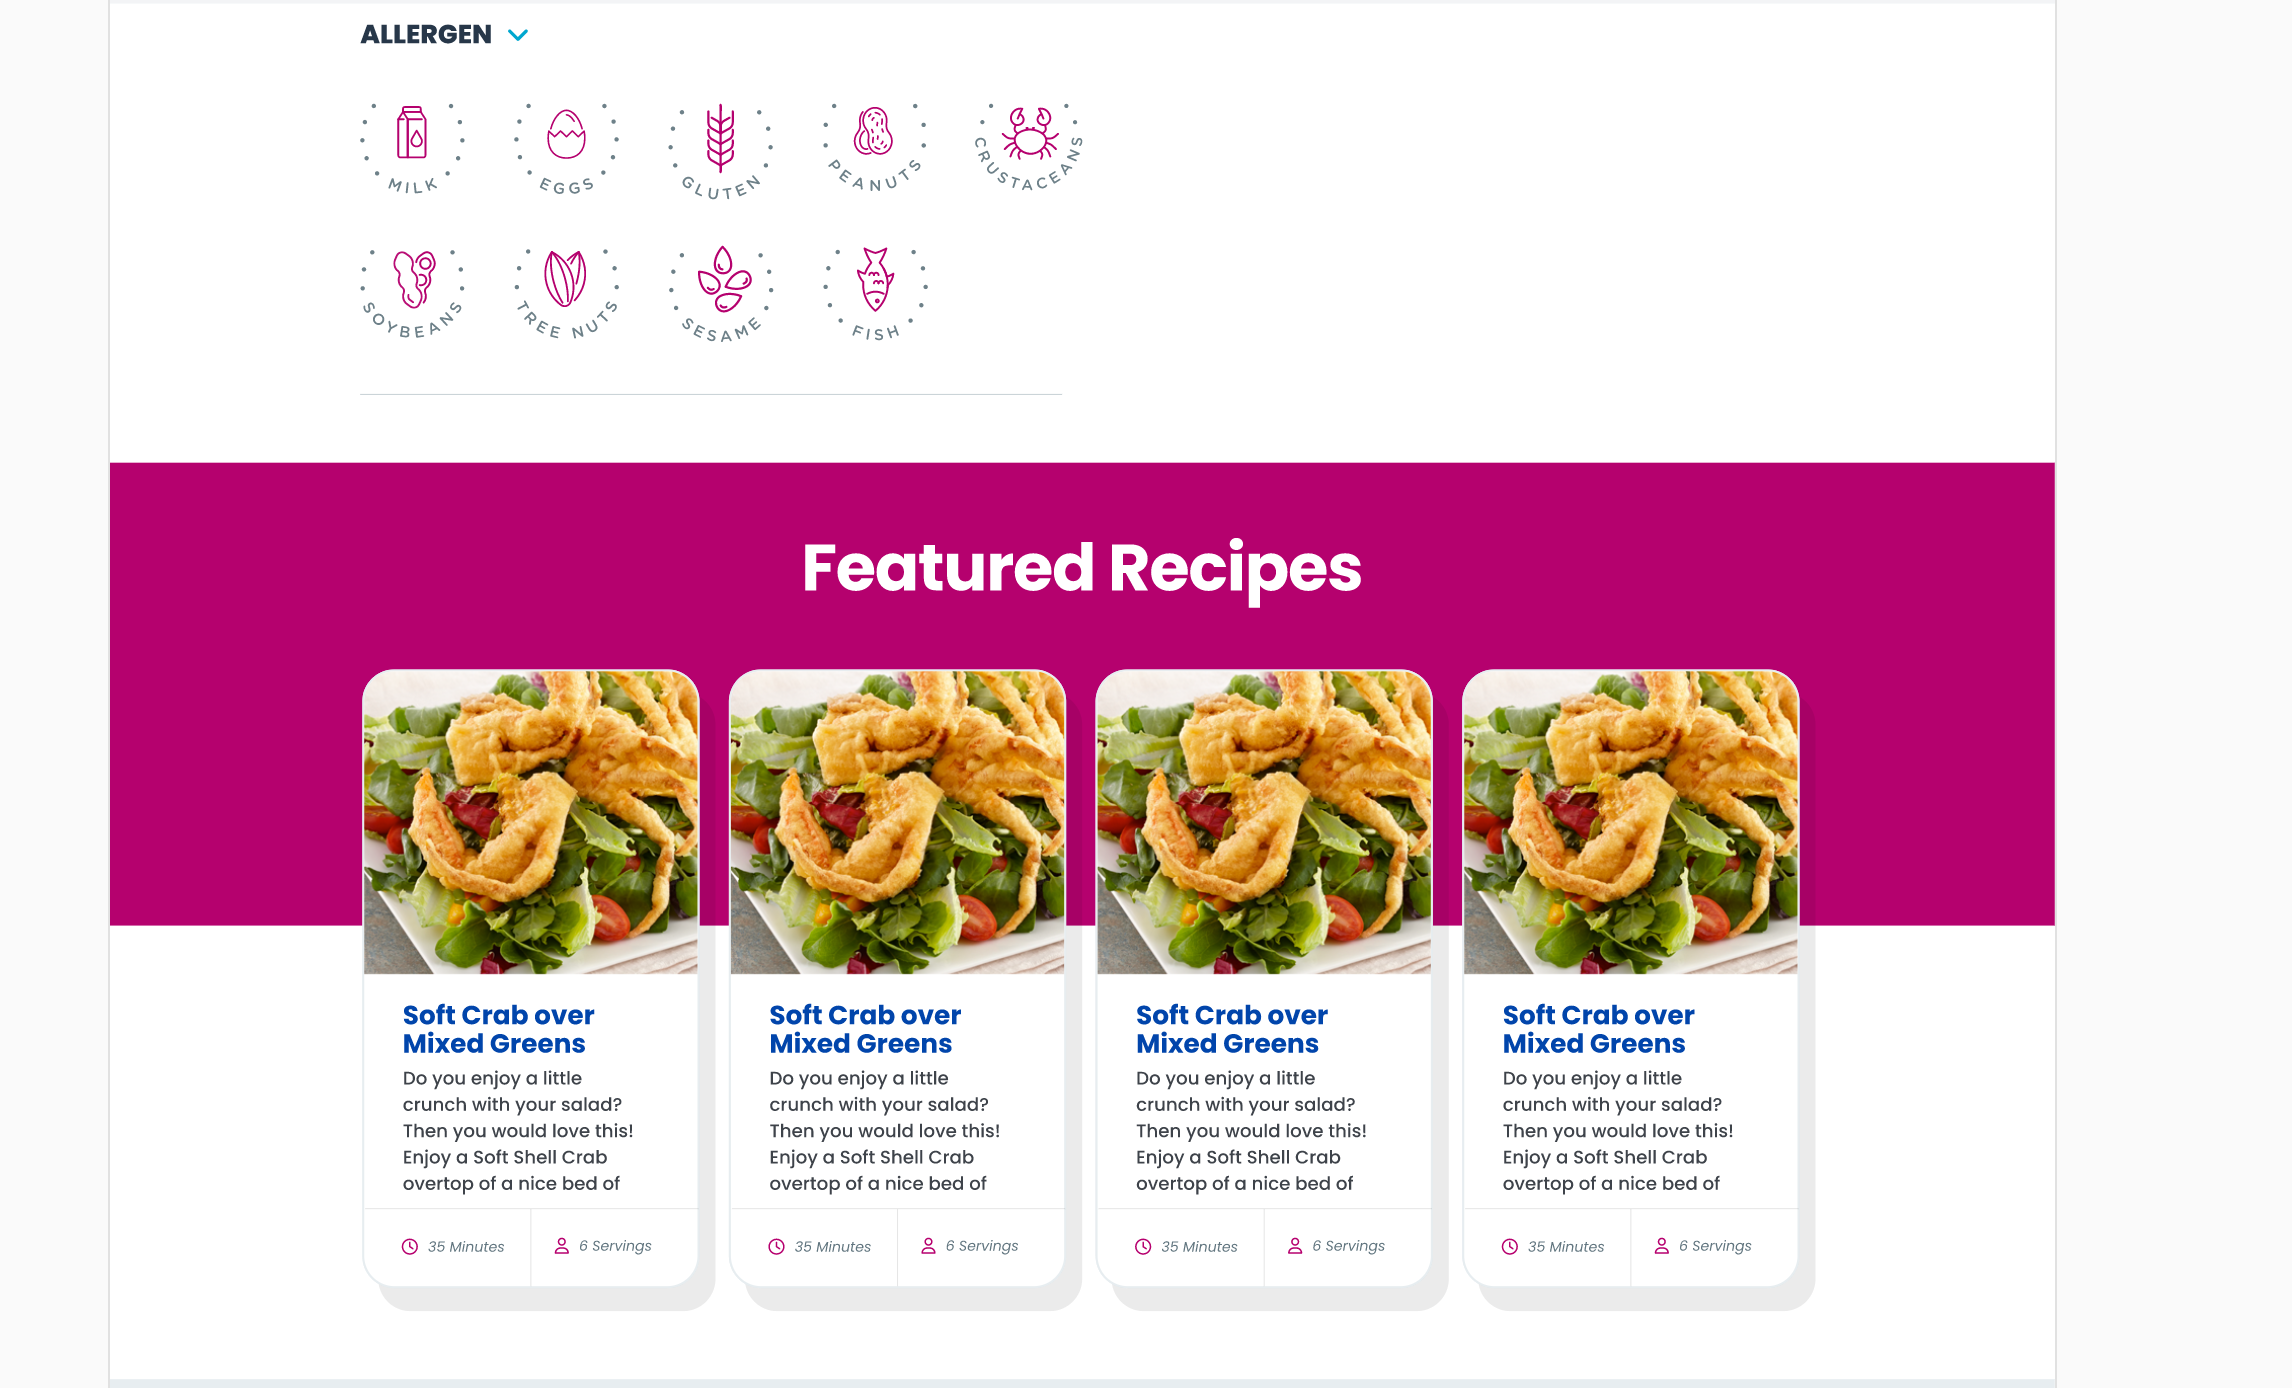 ALLERGEN
MILK
EGGS
GLUTEN
PEANUTS
CRUSTACEANS
SOYBEANS
TREE NUTS
SESAME
FISH
Featured Recipes
Soft Crab over
Mixed Greens
Do you enjoy a little
crunch with your salad?
Then you would love this!
Enjoy a Soft Shell Crab
overtop of a nice bed of
35 Minutes
6 Servings
Soft Crab over
Mixed Greens
Do you enjoy a little
crunch with your salad?
Then you would love this!
Enjoy a Soft Shell Crab
overtop of a nice bed of
35 Minutes
6 Servings
Soft Crab over
Mixed Greens
Do you enjoy a little
crunch with your salad?
Then you would love this!
Enjoy a Soft Shell Crab
overtop of a nice bed of
35 Minutes
6 Servings
Soft Crab over
Mixed Greens
Do you enjoy a little
crunch with your salad?
Then you would love this!
Enjoy a Soft Shell Crab
overtop of a nice bed of
35 Minutes
6 Servings